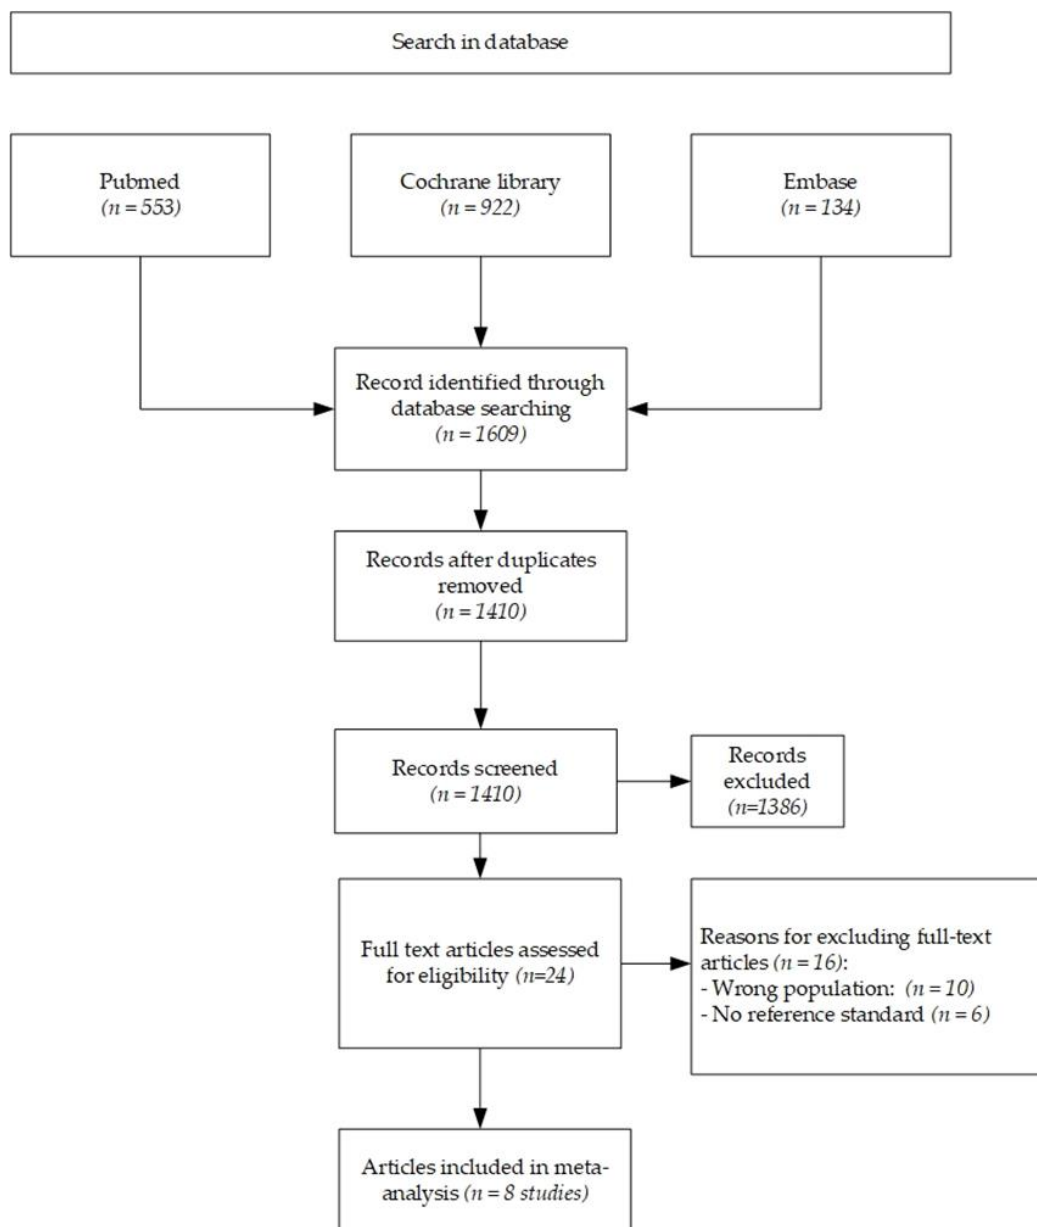 Search in database
Pubmed
(n = 553)
Cochrane library
(n = 922)
Embase
(n = 134)
Record identified through
database searching
(n = 1609)
Records after duplicates
removed
(n = 1410)
Records screened
(n = 1410)
Records
excluded
(n=1386)
Full text articles assessed
for eligibility (n=24)
Reasons for excluding full-text
articles (n = 16):
- Wrong population: (n = 10)
- No reference standard (n = 6)
Articles included in meta-
analysis (n = 8 studies)